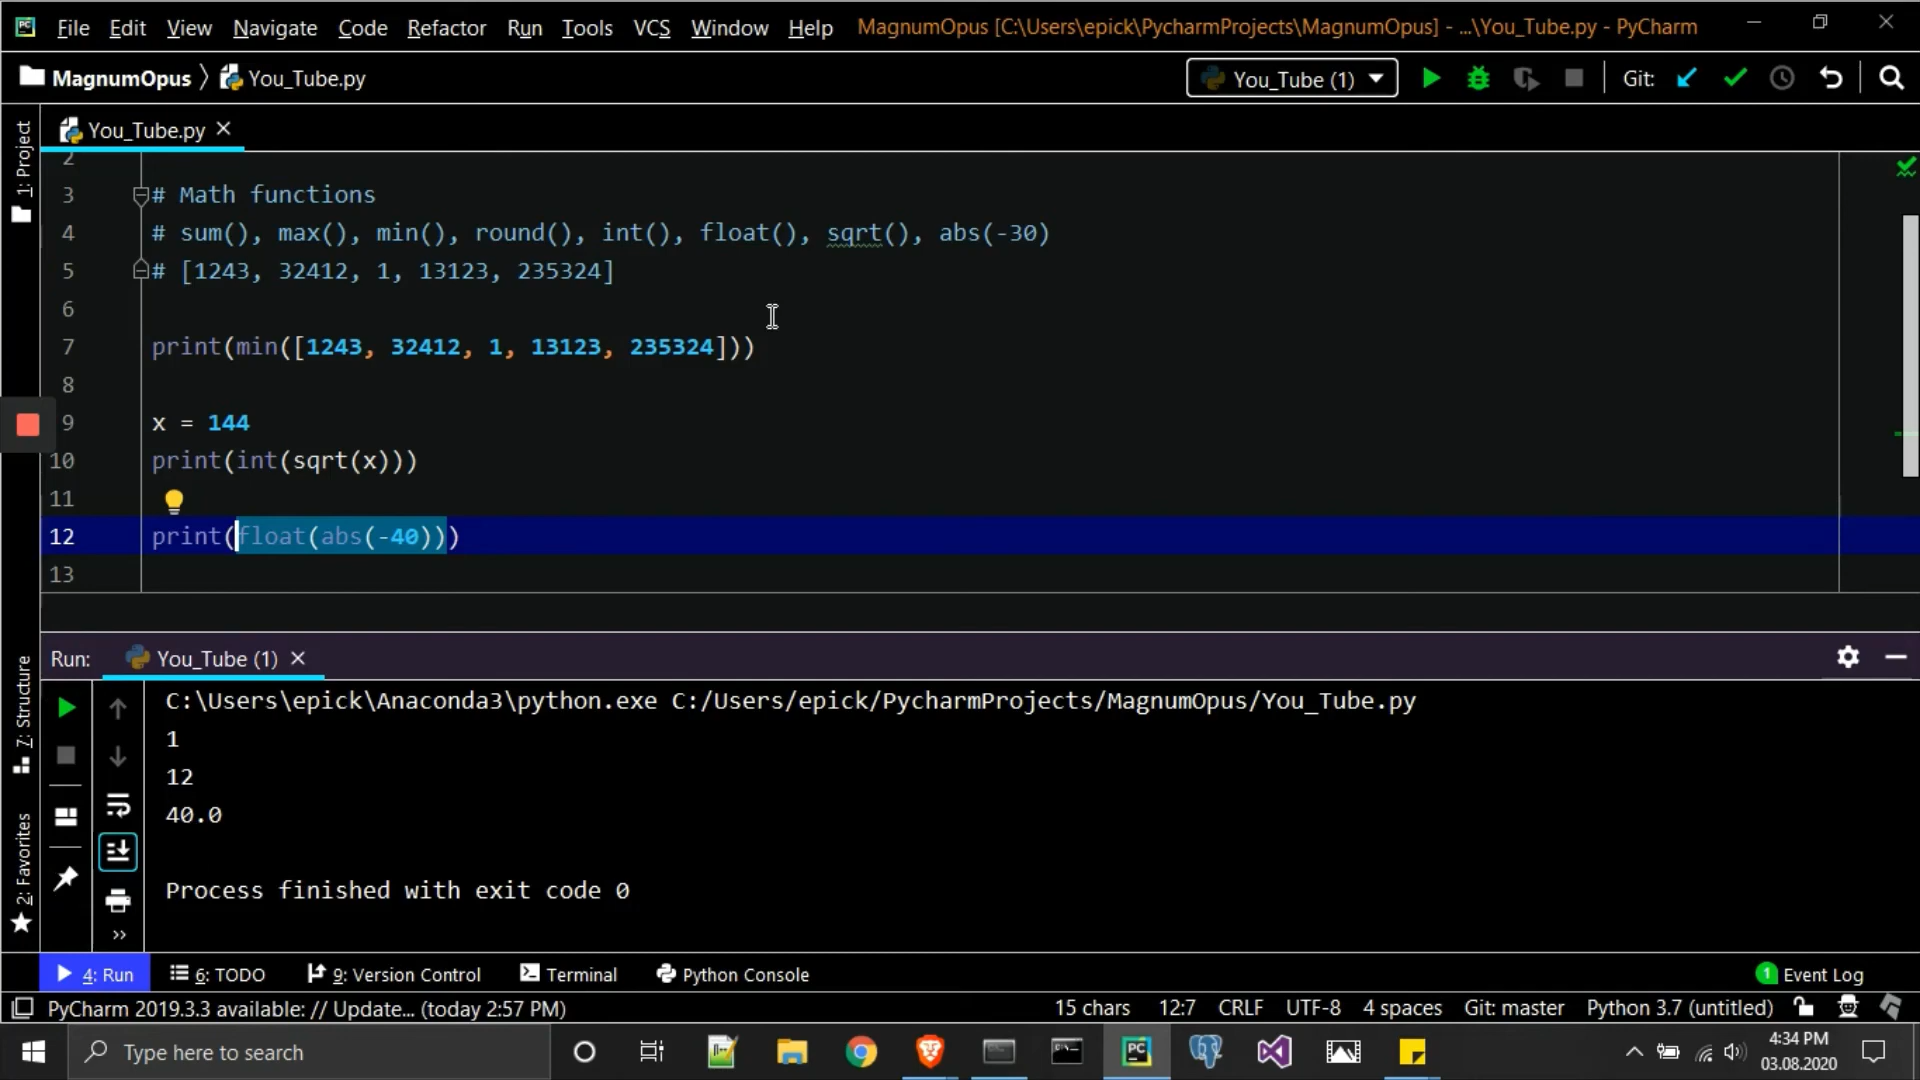 PC File Edit View Navigate Code Refactor Run Tools VCS Window Help MagnumOpus [C:\Users\epick\PycharmProjects\MagnumOpus] - ...\You_Tube.py - PyCharm
MagnumOpus You_Tube.py You_Tube (1) Git:
1: Project
You_Tube.py
2
3 # Math functions
4 # sum(), max(), min(), round(), int(), float(), sqrt(), abs(-30)
5 # [1243, 32412, 1, 13123, 235324]
6
7 print(min([1243, 32412, 1, 13123, 235324]))
8
9 x = 144
10 print(int(sqrt(x)))
11
12 print(float(abs(-40)))
13
Run: You_Tube (1)
7: Structure
2: Favorites
C:\Users\epick\Anaconda3\python.exe C:/Users/epick/PycharmProjects/MagnumOpus/You_Tube.py
1
12
40.0
Process finished with exit code 0
4: Run 6: TODO 9: Version Control Terminal Python Console 1 Event Log
PyCharm 2019.3.3 available: // Update... (today 2:57 PM) 15 chars 12:7 CRLF UTF-8 4 spaces Git: master Python 3.7 (untitled)
Type here to search PC 4:34 PM
03.08.2020